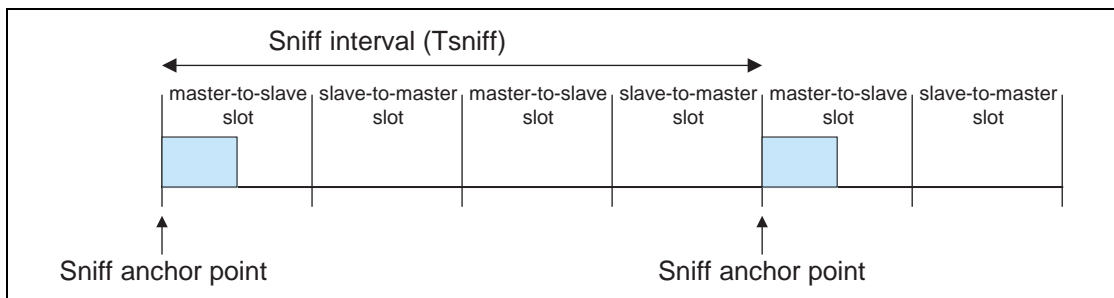 Sniff interval (Tsniff)
master-to-slave slot
slave-to-master slot
master-to-slave slot
slave-to-master slot
master-to-slave slot
slave-to-master slot
Sniff anchor point
Sniff anchor point